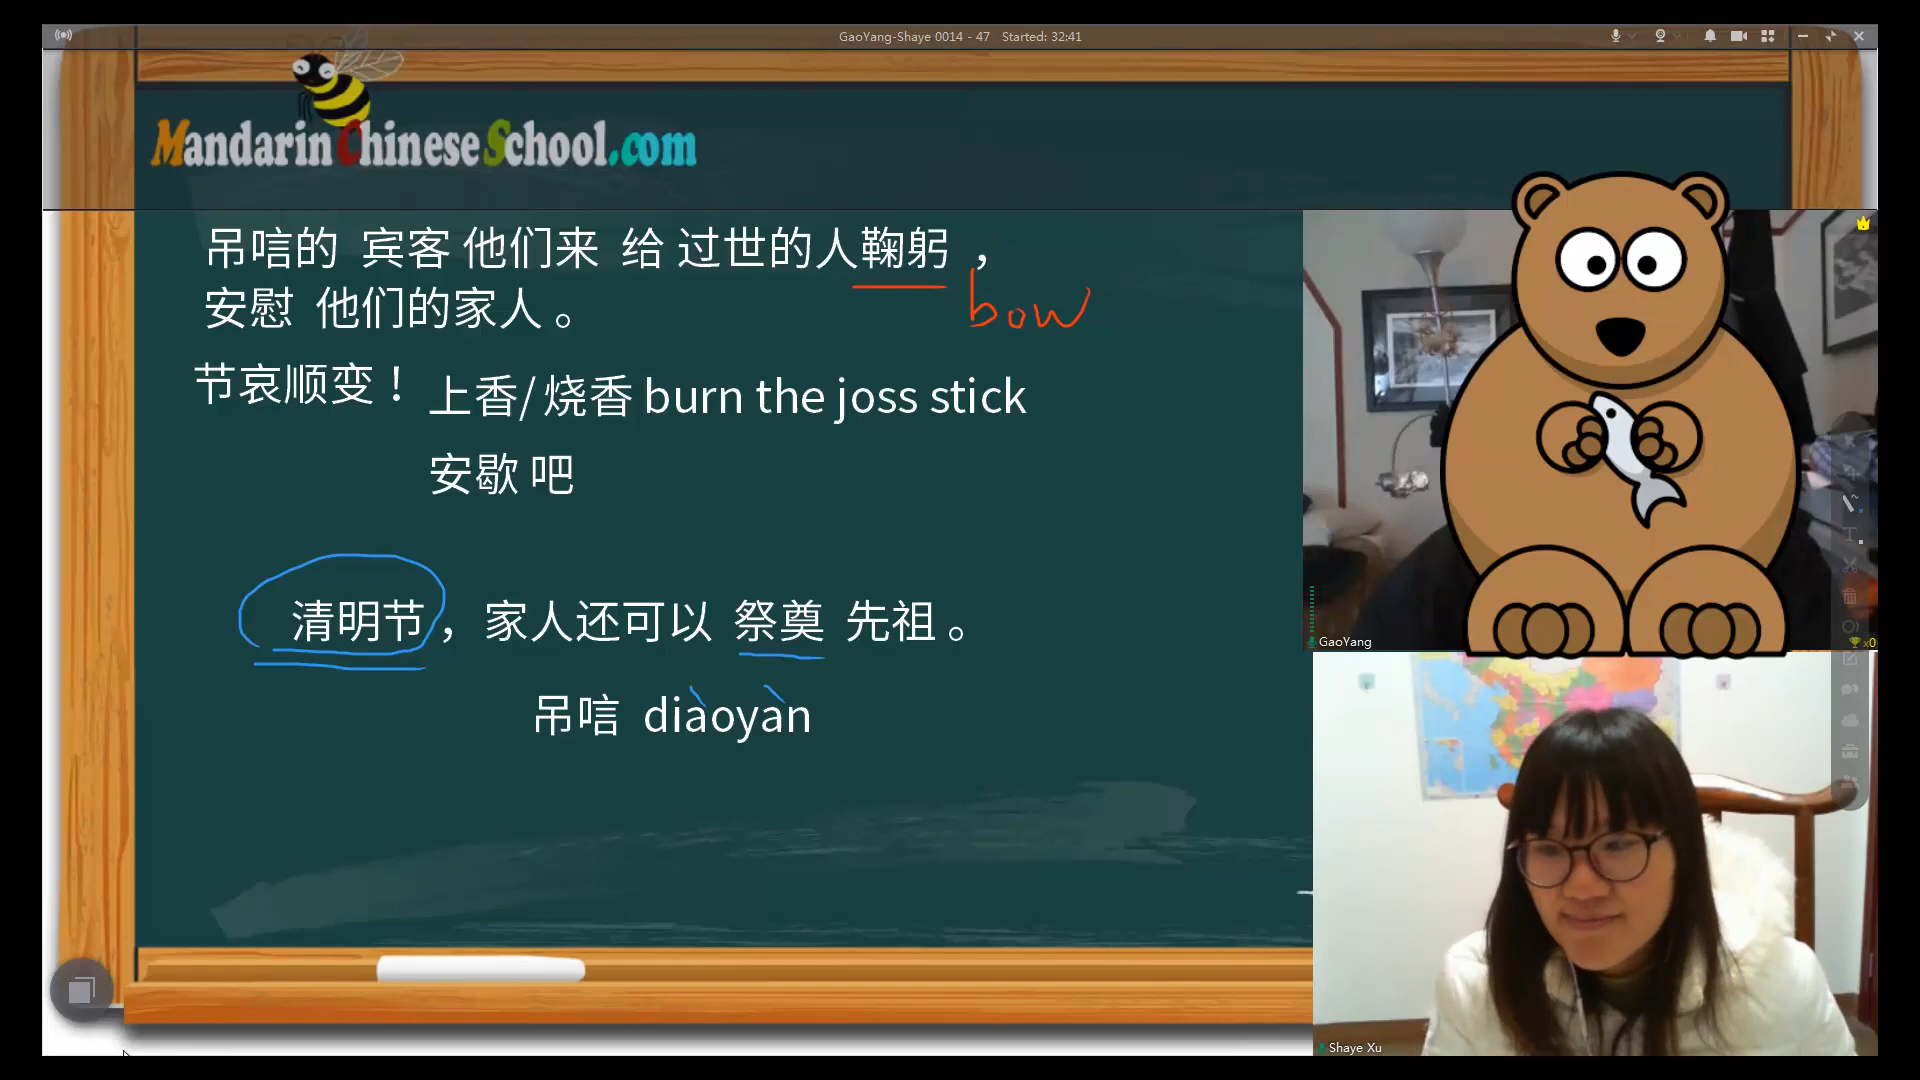 GaoYang-Shaye 0014 - 47 Started: 32:41
MandarinChineseSchool.com
吊唁的 宾客 他们来 给 过世的人鞠躬 ，
bow
安慰 他们的家人 。
节哀顺变！
上香/ 烧香 burn the joss stick
安歇 吧
清明节， 家人还可以 祭奠 先祖 。
吊唁 diàoyàn
GaoYang
x0
Shaye Xu